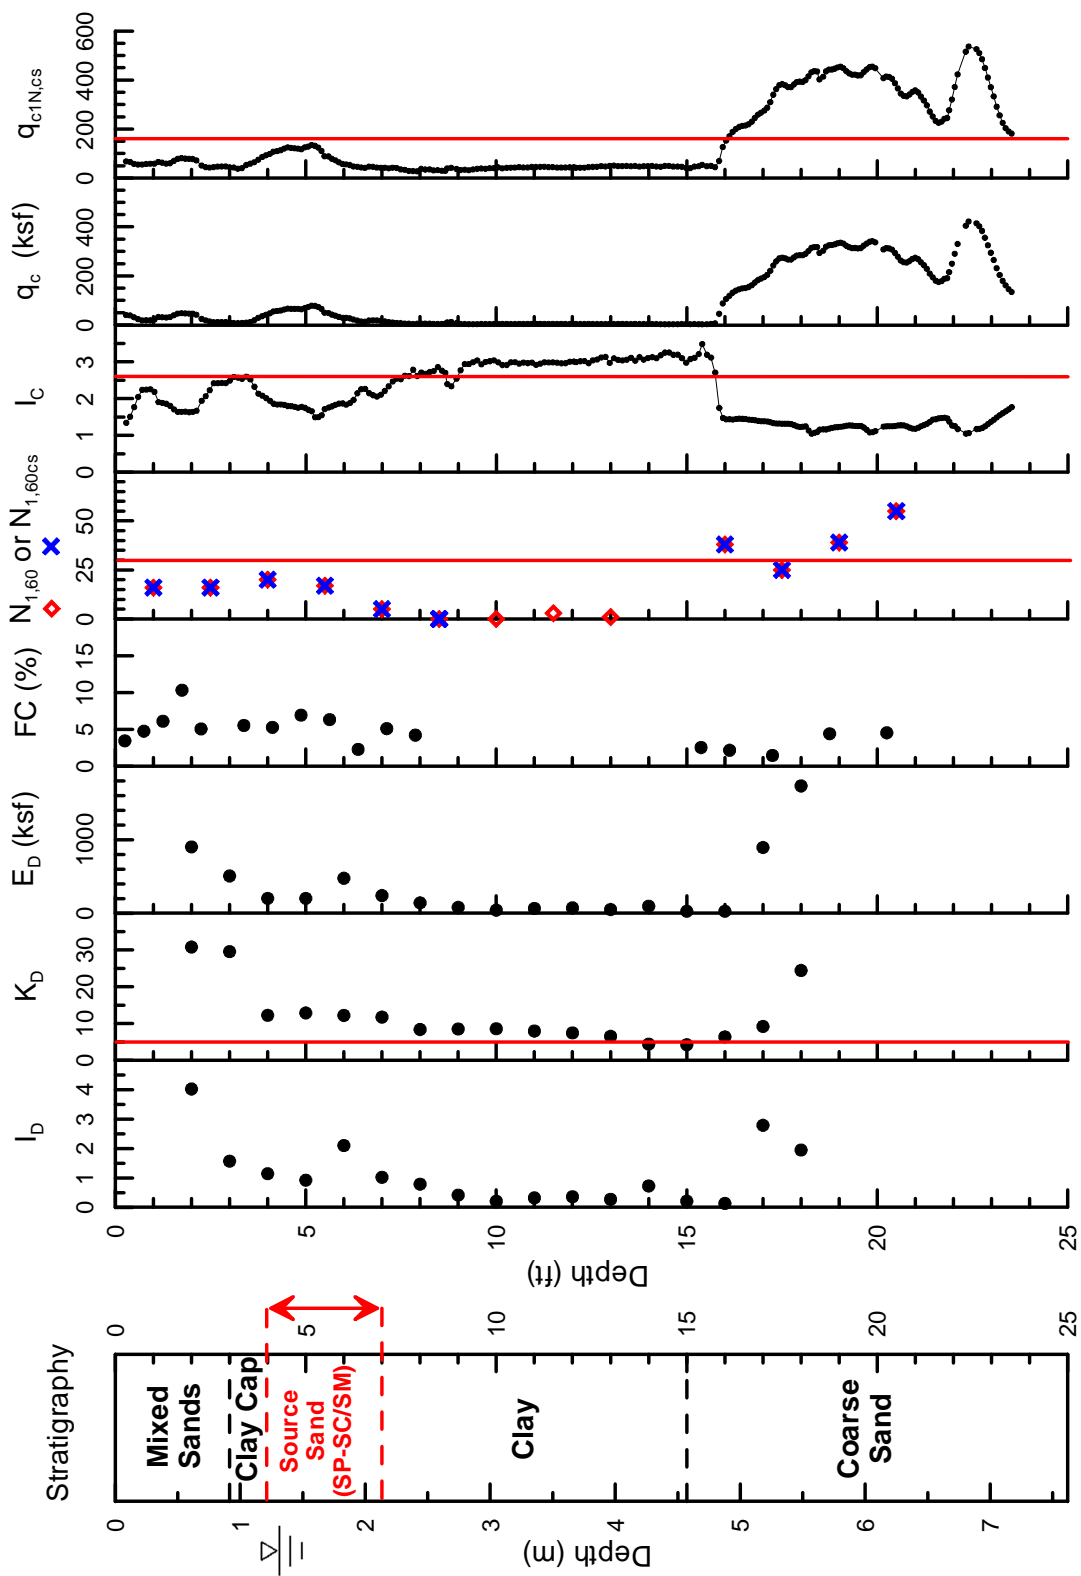 Stratigraphy
Depth (m)
0
1
2
3
4
5
6
7
Mixed
Sands
Clay Cap
Source
Sand
(SP-SC/SM)
Clay
Coarse
Sand
0
5
10
15
20
25
Depth (ft)
0
5
10
15
20
25
I_D
0 1 2 3 4
K_D
0 10 20 30
E_D (ksf)
0 1000
FC (%)
0 5 10 15
N_1,60 or N_1,60cs
0 25 50
I_C
0 1 2 3
q_c (ksf)
0 200 400
q_c1N,cs
0 200 400 600